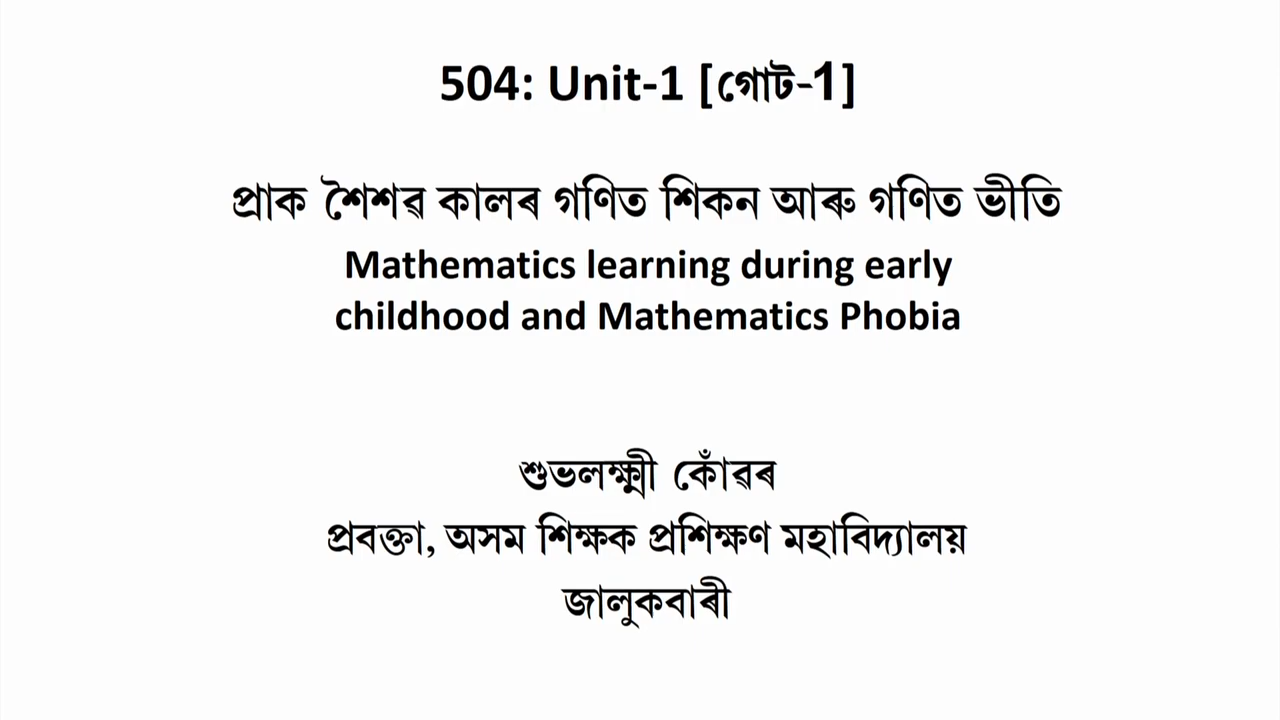 504: Unit-1 [গোট-1]
প্ৰাক শৈশৱ কালৰ গণিত শিকন আৰু গণিত ভীতি
Mathematics learning during early
childhood and Mathematics Phobia
শুভলক্ষ্মী কোঁৱৰ
প্ৰবক্তা, অসম শিক্ষক প্ৰশিক্ষণ মহাবিদ্যালয়
জালুকবাৰী